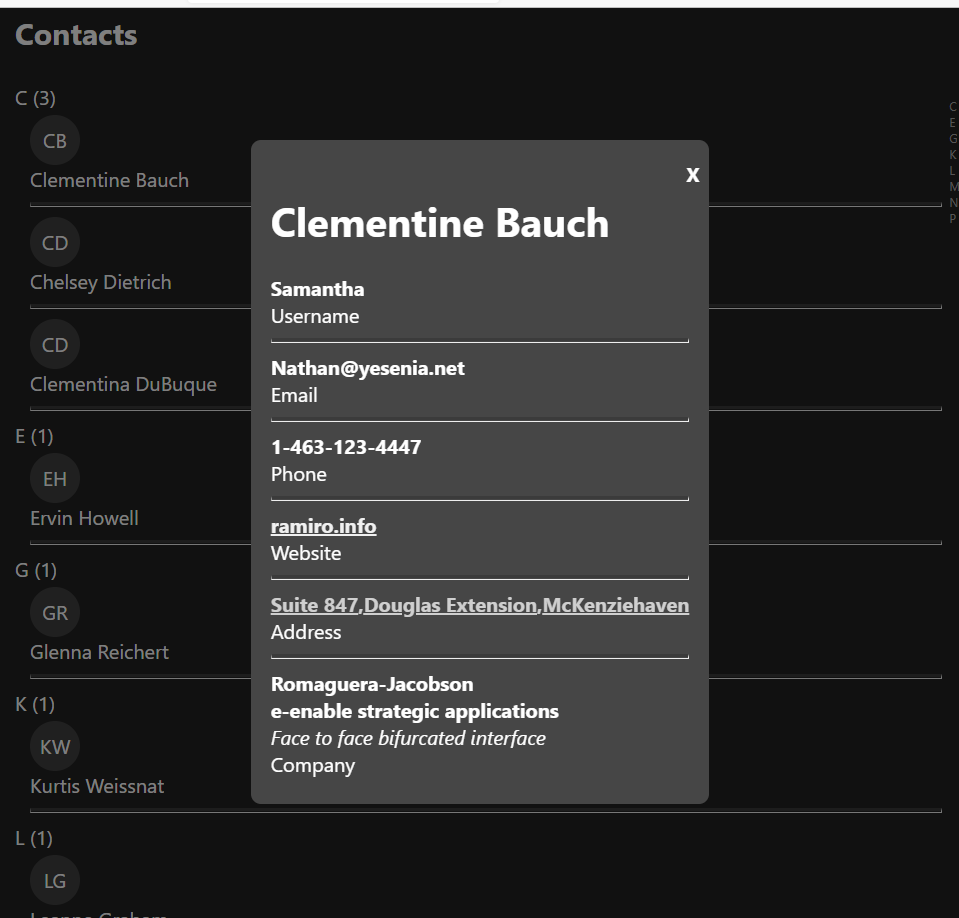 Contacts
C (3)
CB
Clementine Bauch
CD
Chelsey Dietrich
CD
Clementina DuBuque
E (1)
EH
Ervin Howell
G (1)
GR
Glenna Reichert
K (1)
KW
Kurtis Weissnat
L (1)
LG
C
E
G
K
L
M
N
P
X
Clementine Bauch
Samantha
Username
Nathan@yesenia.net
Email
1-463-123-4447
Phone
ramiro.info
Website
Suite 847,Douglas Extension,McKenziehaven
Address
Romaguera-Jacobson
e-enable strategic applications
Face to face bifurcated interface
Company